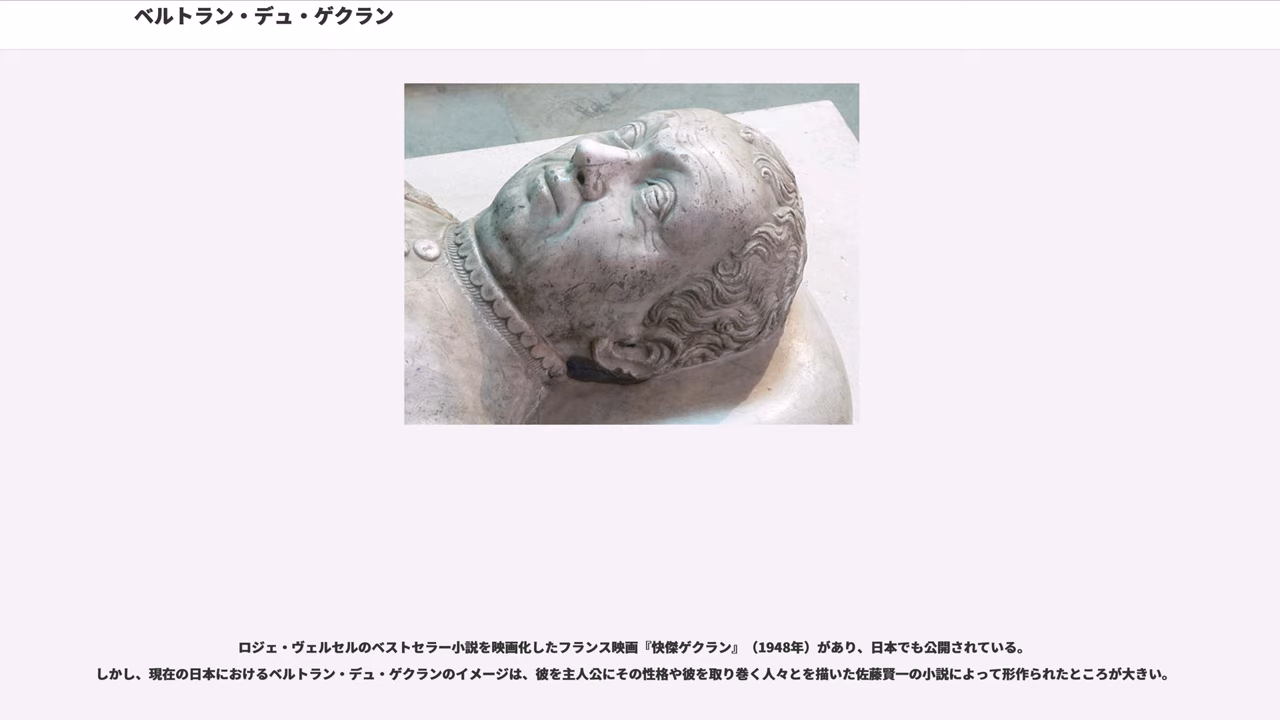 ベルトラン・デュ・ゲクラン
ロジェ・ヴェルセルのベストセラー小説を映画化したフランス映画『快傑ゲクラン』（1948年）があり、日本でも公開されている。
しかし、現在の日本におけるベルトラン・デュ・ゲクランのイメージは、彼を主人公にその性格や彼を取り巻く人々とを描いた佐藤賢一の小説によって形作られたところが大きい。